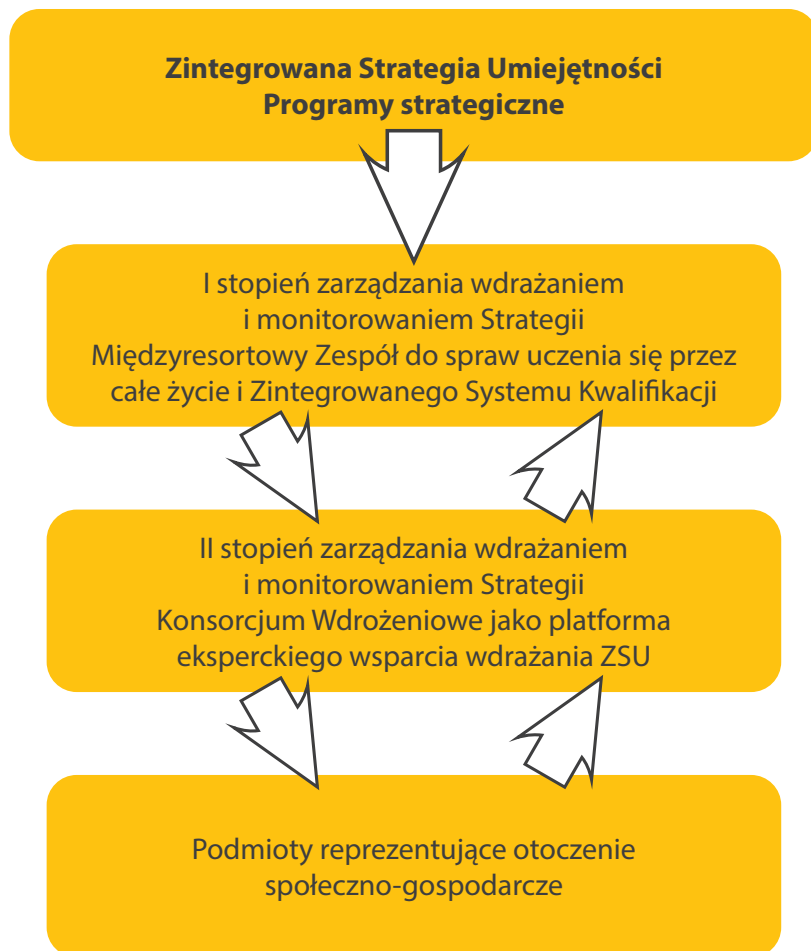 Zintegrowana Strategia Umiejętności
Programy strategiczne
I stopień zarządzania wdrażaniem
i monitorowaniem Strategii
Międzyresortowy Zespół do spraw uczenia się przez
całe życie i Zintegrowanego Systemu Kwalifikacji
II stopień zarządzania wdrażaniem
i monitorowaniem Strategii
Konsorcjum Wdrożeniowe jako platforma
eksperckiego wsparcia wdrażania ZSU
Podmioty reprezentujące otoczenie
społeczno-gospodarcze